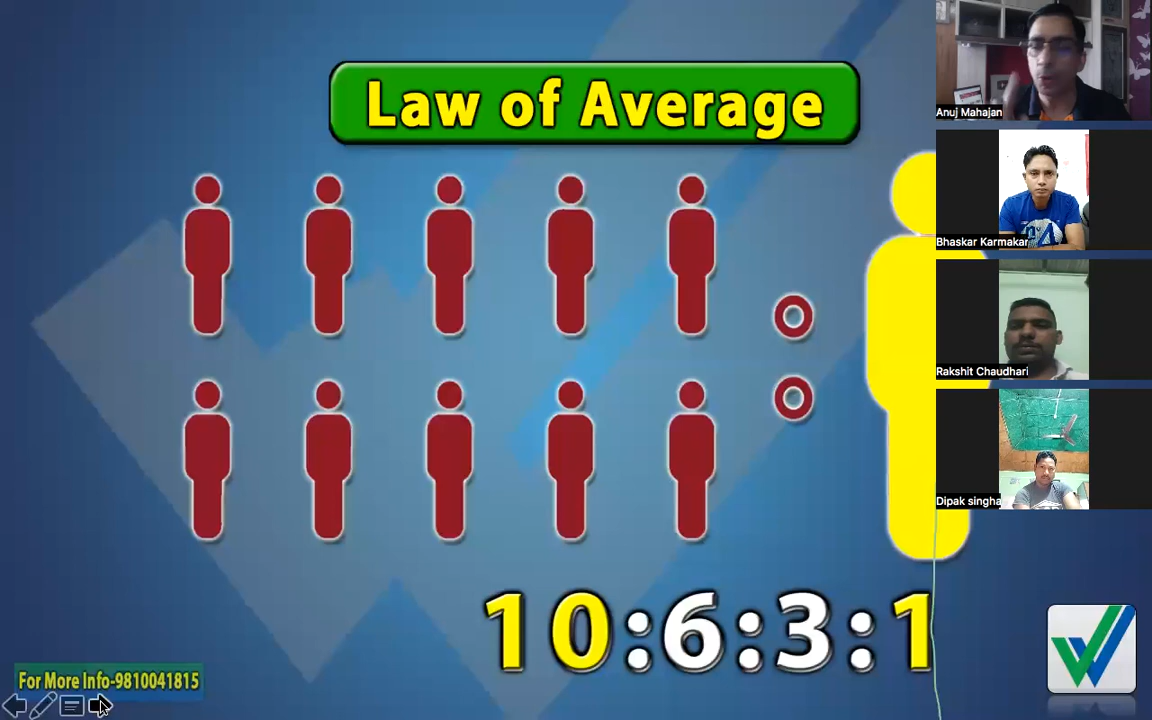 Law of Average
10:6:3:1
For More Info-9810041815
Anuj Mahajan
Bhaskar Karmakar
Rakshit Chaudhari
Dipak singha